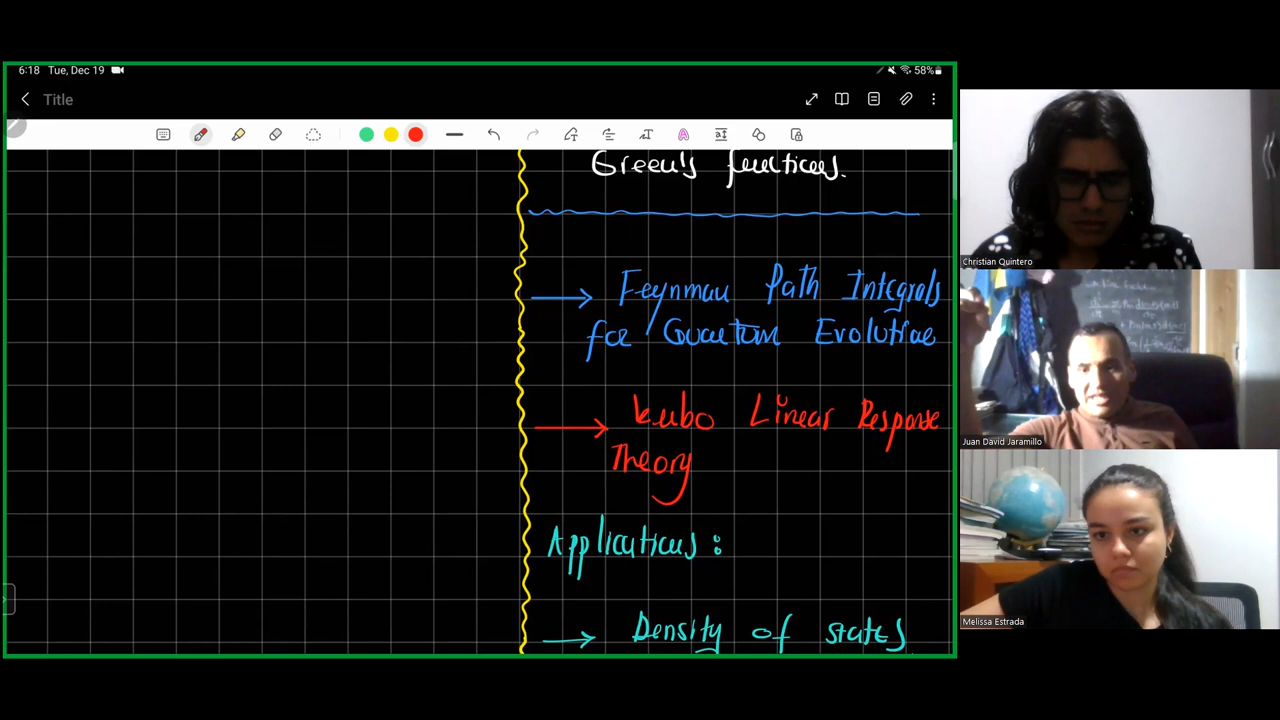 6:18 Tue, Dec 19
58%
Title
Green's functions.
→ Feynman Path Integrals
for Quantum Evolution
→ Kubo Linear Response
Theory
Applications:
→ Density of states
Christian Quintero
Juan David Jaramillo
Melissa Estrada